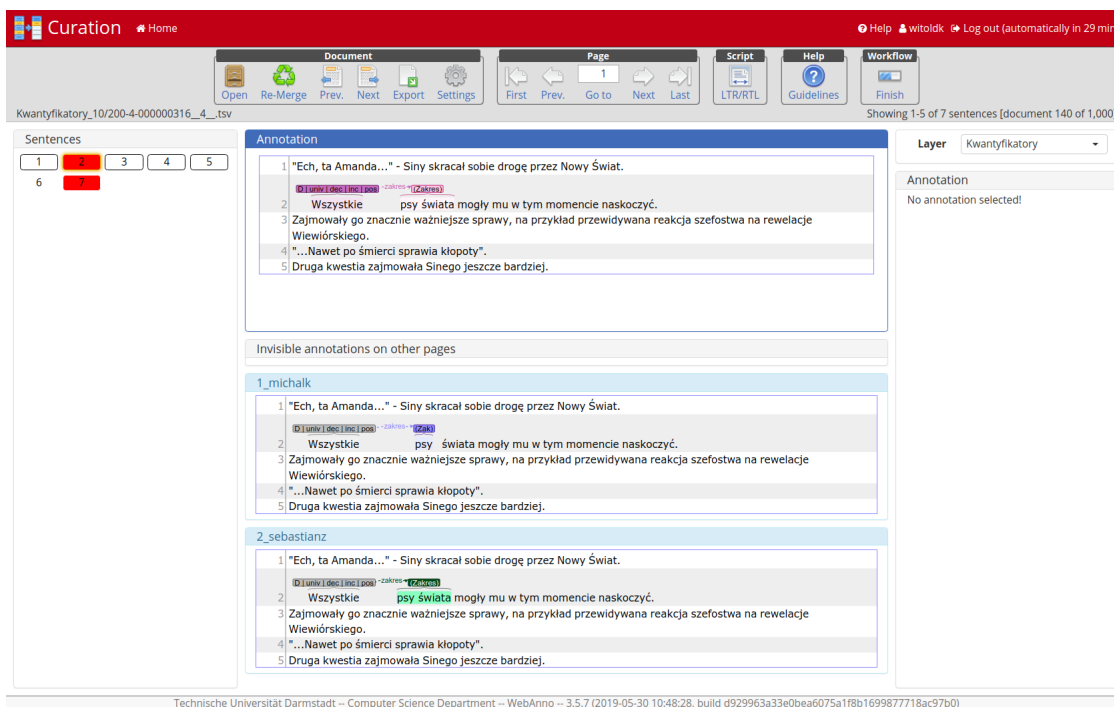 Curation Home Help witoldk Log out (automatically in 29 min
Document Page Script Help Workflow
Open Re-Merge Prev. Next Export Settings First Prev. 1 Go to Next Last LTR/RTL Guidelines Finish
Kwantyfikatory_10/200-4-000000316__4__.tsv Showing 1-5 of 7 sentences [document 140 of 1,000]
Sentences
1 2 3 4 5
6 7
Annotation
1 "Ech, ta Amanda..." - Siny skracał sobie drogę przez Nowy Świat.
D | univ | dec | inc | pos -zakres- (Zakres)
2 Wszystkie psy świata mogły mu w tym momencie naskoczyć.
3 Zajmowały go znacznie ważniejsze sprawy, na przykład przewidywana reakcja szefostwa na rewelacje
Wiewiórskiego.
4 "...Nawet po śmierci sprawia kłopoty".
5 Druga kwestia zajmowała Sinego jeszcze bardziej.
Invisible annotations on other pages
1_michalk
1 "Ech, ta Amanda..." - Siny skracał sobie drogę przez Nowy Świat.
D | univ | dec | inc | pos -zakres- (Zak)
2 Wszystkie psy świata mogły mu w tym momencie naskoczyć.
3 Zajmowały go znacznie ważniejsze sprawy, na przykład przewidywana reakcja szefostwa na rewelacje
Wiewiórskiego.
4 "...Nawet po śmierci sprawia kłopoty".
5 Druga kwestia zajmowała Sinego jeszcze bardziej.
2_sebastianz
1 "Ech, ta Amanda..." - Siny skracał sobie drogę przez Nowy Świat.
D | univ | dec | inc | pos -zakres- (Zakres)
2 Wszystkie psy świata mogły mu w tym momencie naskoczyć.
3 Zajmowały go znacznie ważniejsze sprawy, na przykład przewidywana reakcja szefostwa na rewelacje
Wiewiórskiego.
4 "...Nawet po śmierci sprawia kłopoty".
5 Druga kwestia zajmowała Sinego jeszcze bardziej.
Layer Kwantyfikatory
Annotation
No annotation selected!
Technische Universität Darmstadt -- Computer Science Department -- WebAnno -- 3.5.7 (2019-05-30 10:48:28, build d929963a33e0bea6075a1f8b1699877718ac97b0)